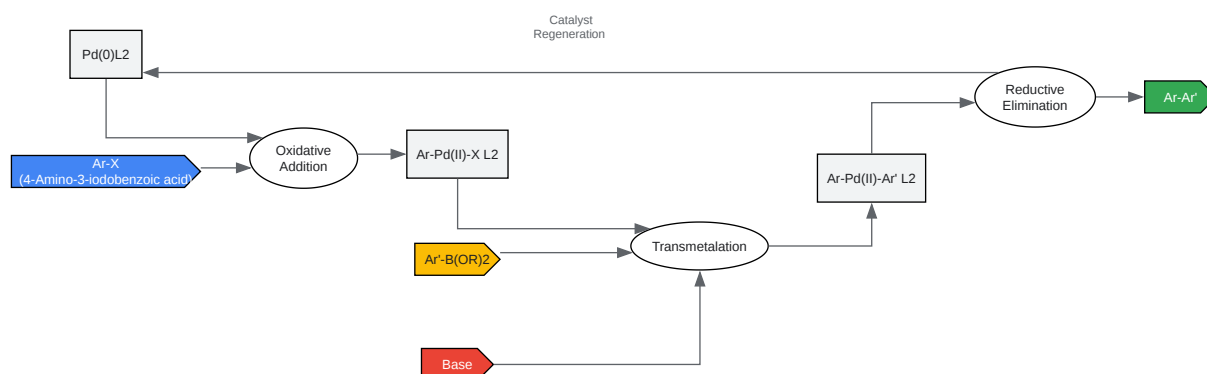 Catalyst
Regeneration
Pd(0)L2
Reductive
Elimination
Ar-Ar'
Oxidative
Addition
Ar-Pd(II)-X L2
Ar-X
(4-Amino-3-iodobenzoic acid)
Ar-Pd(II)-Ar' L2
Ar'-B(OR)2
Transmetalation
Base